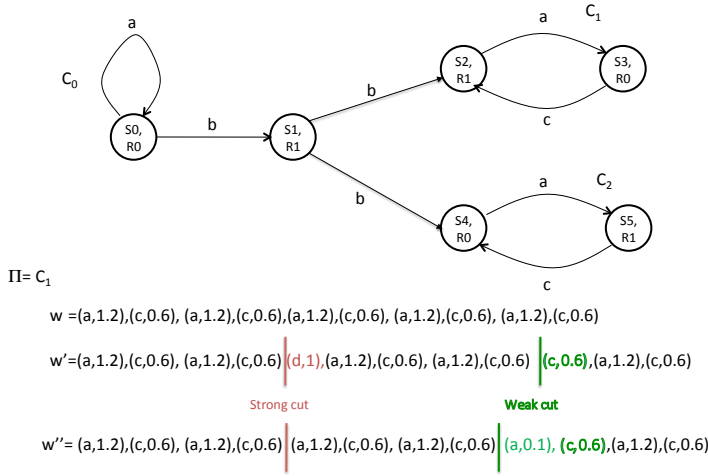 a
C1
a
C0
S2,
R1
S3,
R0
b
c
S0,
R0
b
S1,
R1
a
C2
b
S4,
R0
S5,
R1
c
Π= C1
w =(a,1.2),(c,0.6), (a,1.2),(c,0.6),(a,1.2),(c,0.6), (a,1.2),(c,0.6), (a,1.2),(c,0.6)
w'=(a,1.2),(c,0.6), (a,1.2),(c,0.6) (d,1),(a,1.2),(c,0.6), (a,1.2),(c,0.6) (c,0.6),(a,1.2),(c,0.6)
Strong cut Weak cut
w''= (a,1.2),(c,0.6), (a,1.2),(c,0.6) (a,1.2),(c,0.6), (a,1.2),(c,0.6) (a,0.1), (c,0.6),(a,1.2),(c,0.6)